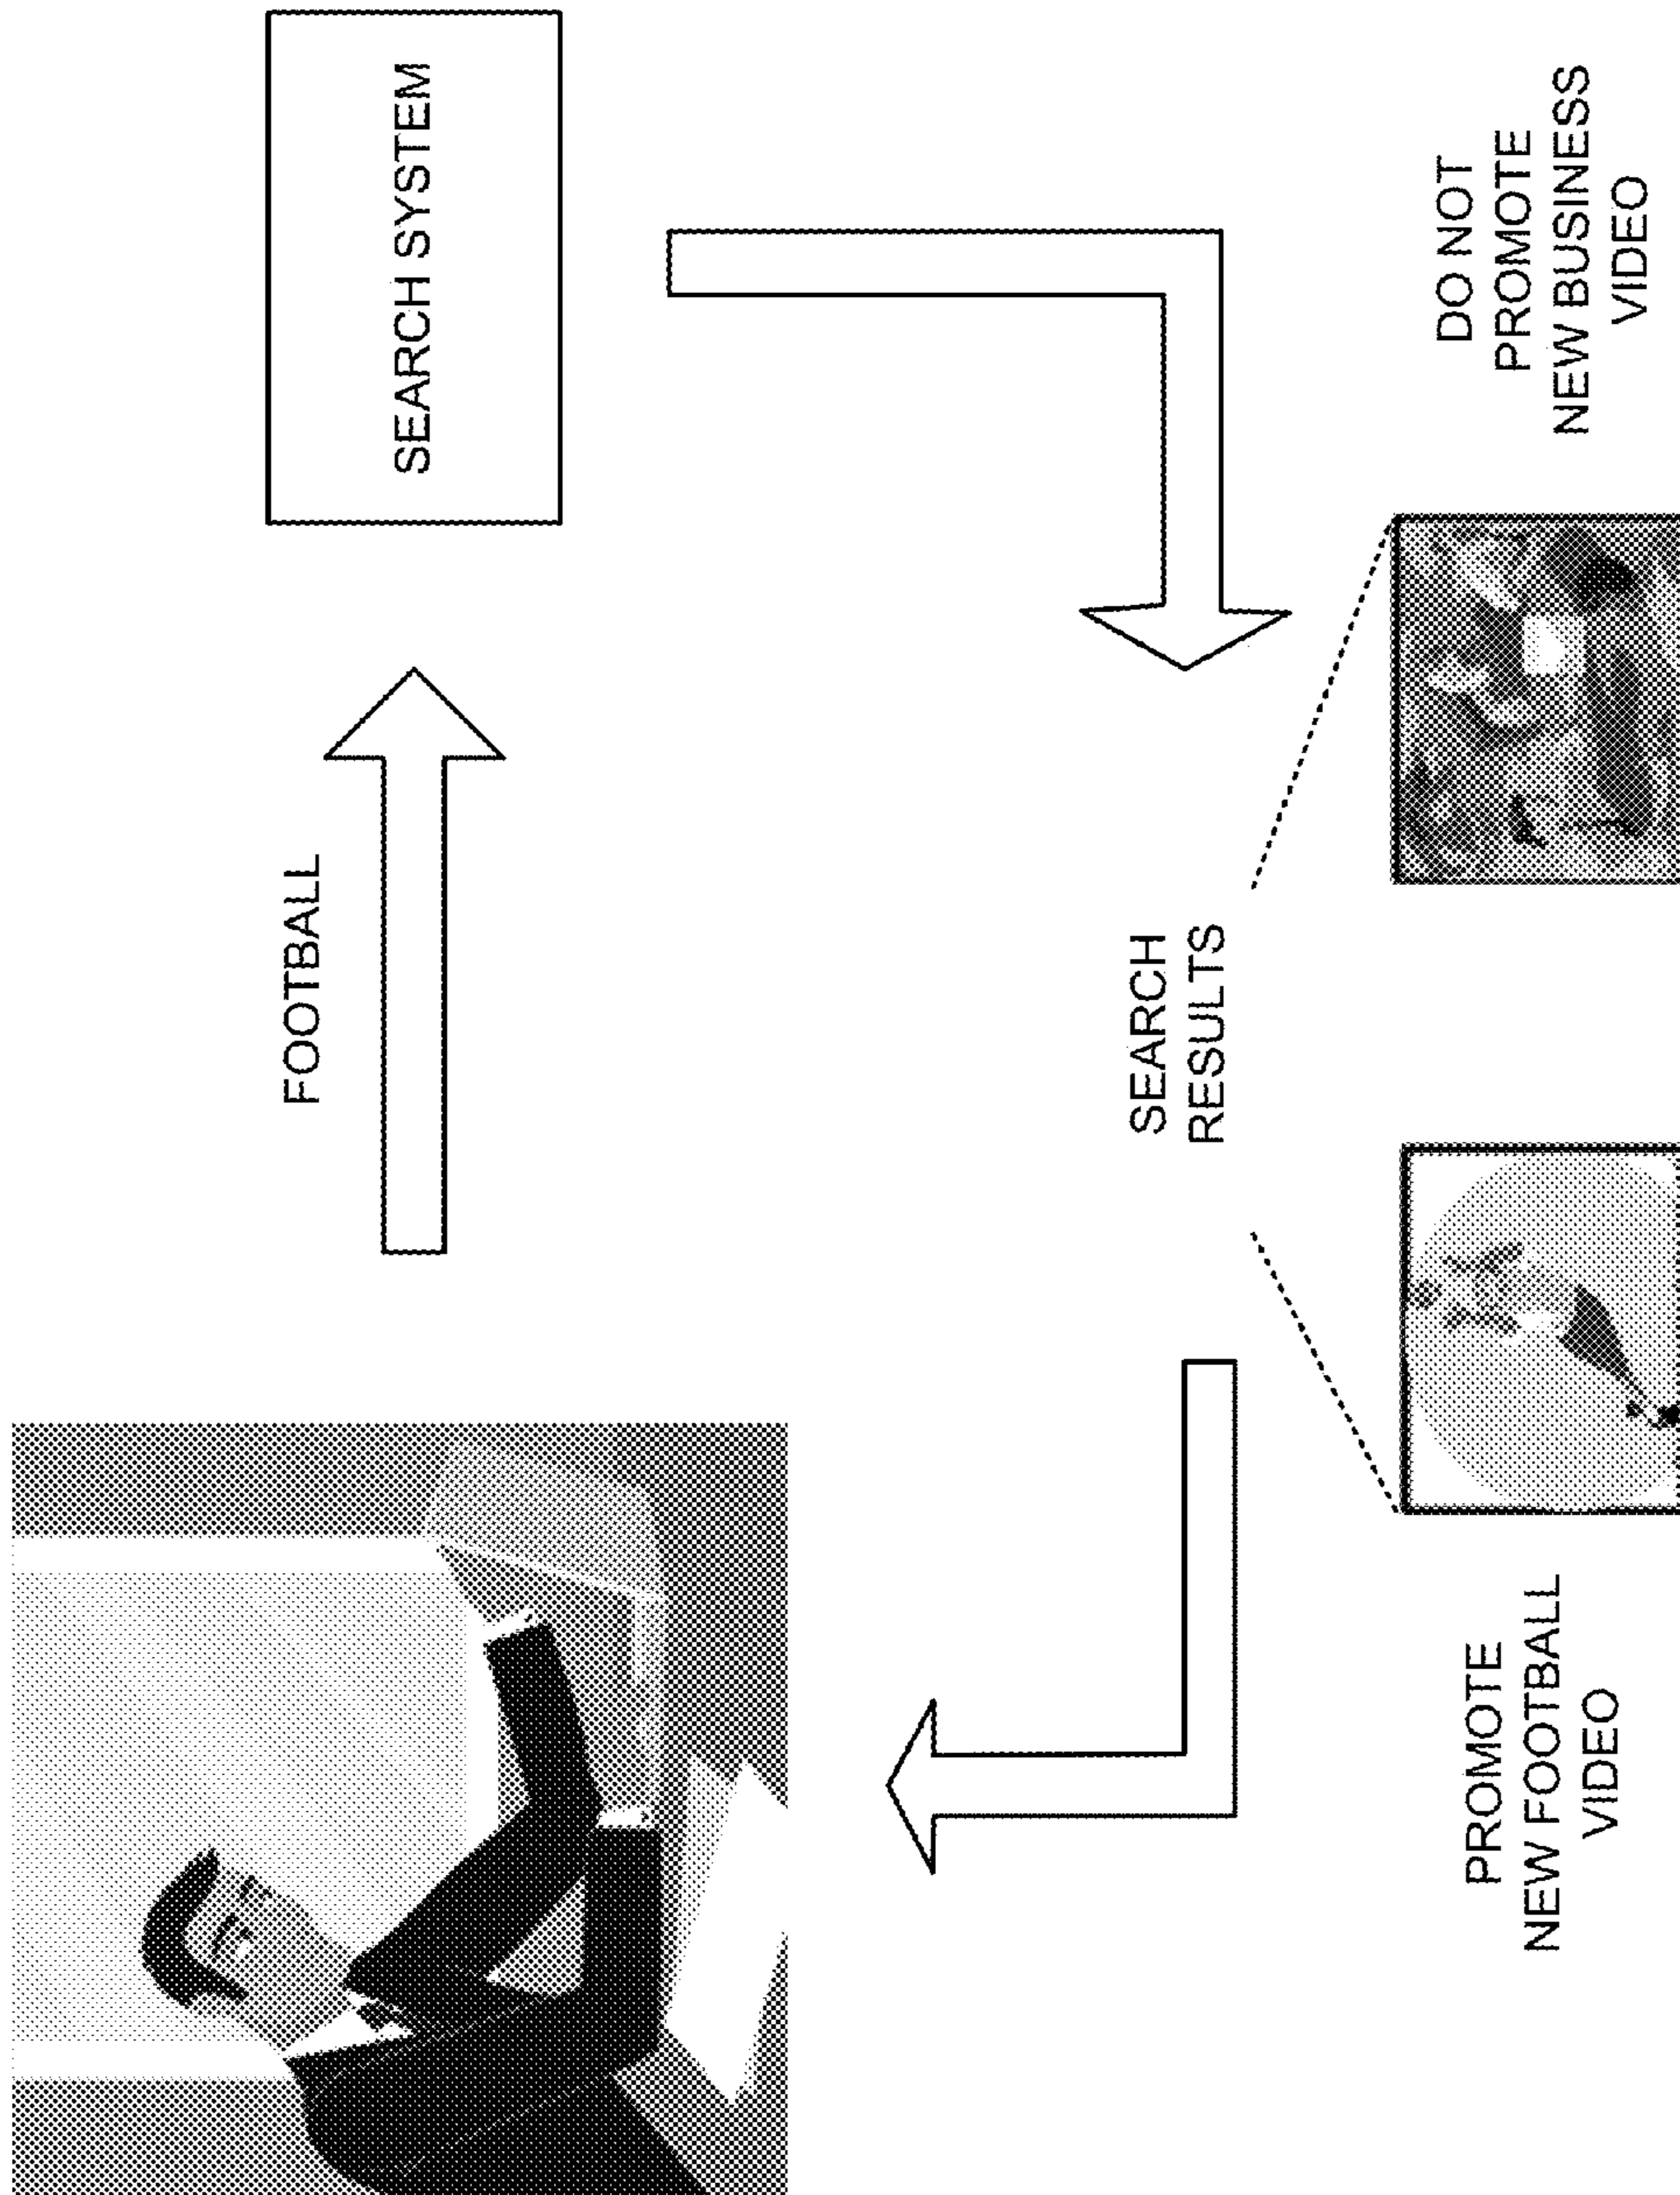 FOOTBALL
SEARCH SYSTEM
SEARCH
RESULTS
PROMOTE
NEW FOOTBALL
VIDEO
DO NOT
PROMOTE
NEW BUSINESS
VIDEO